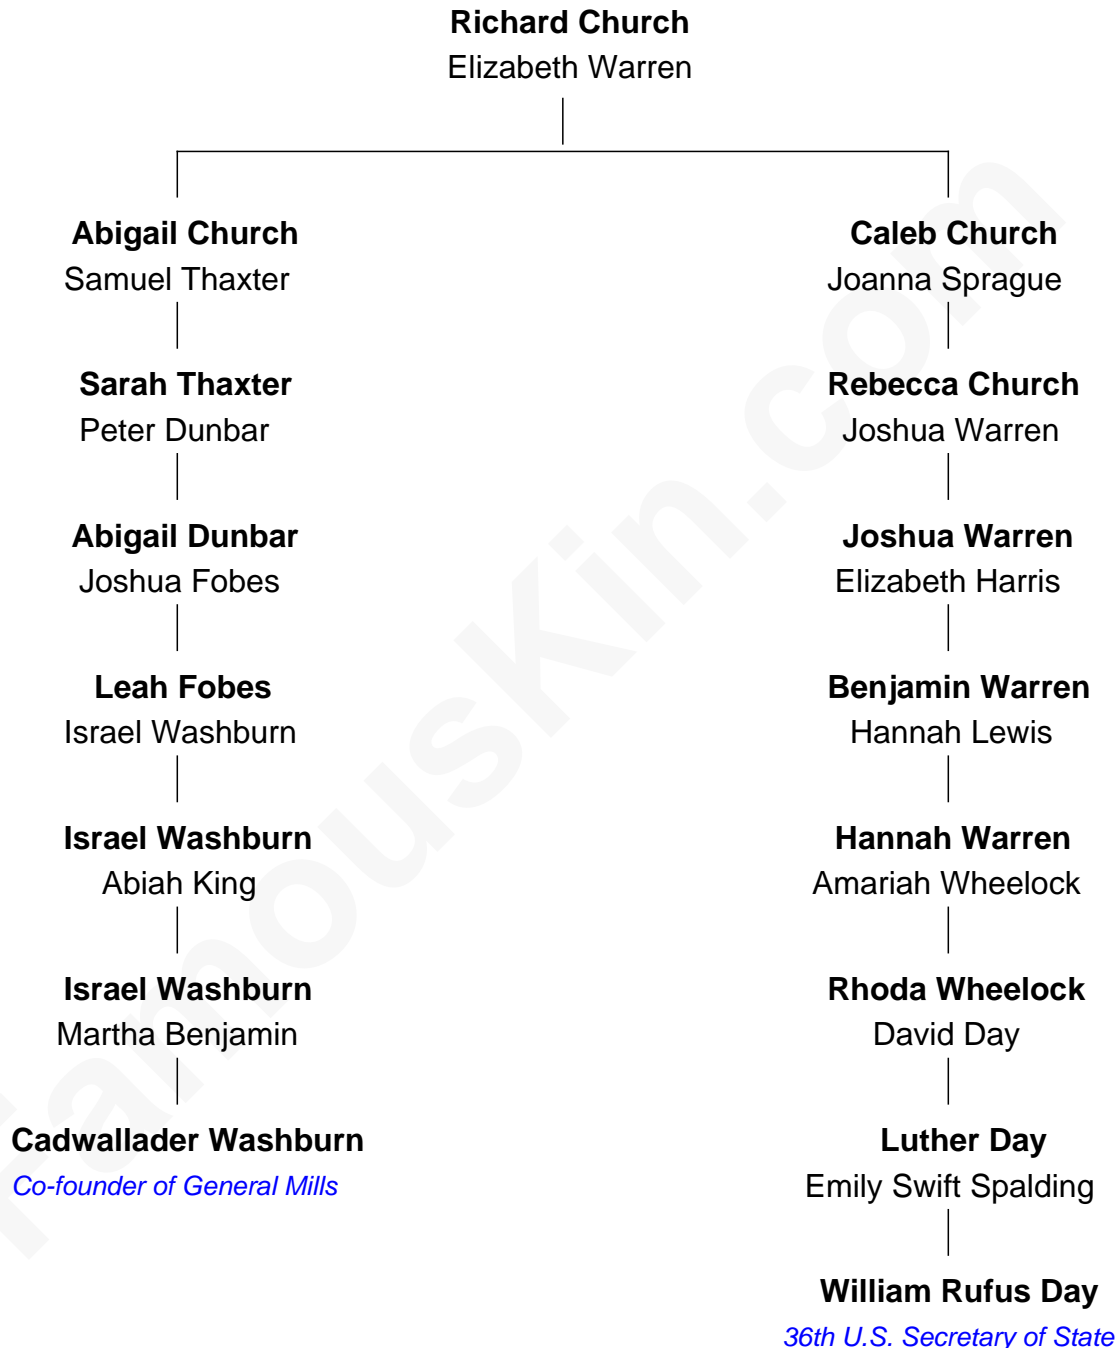 Richard Church
Elizabeth Warren
Abigail Church
Samuel Thaxter
Caleb Church
Joanna Sprague
Sarah Thaxter
Peter Dunbar
Rebecca Church
Joshua Warren
Abigail Dunbar
Joshua Fobes
Joshua Warren
Elizabeth Harris
Leah Fobes
Israel Washburn
Benjamin Warren
Hannah Lewis
Israel Washburn
Abiah King
Hannah Warren
Amariah Wheelock
Israel Washburn
Martha Benjamin
Rhoda Wheelock
David Day
Cadwallader Washburn
Co-founder of General Mills
Luther Day
Emily Swift Spalding
William Rufus Day
36th U.S. Secretary of State
FamousKin.com